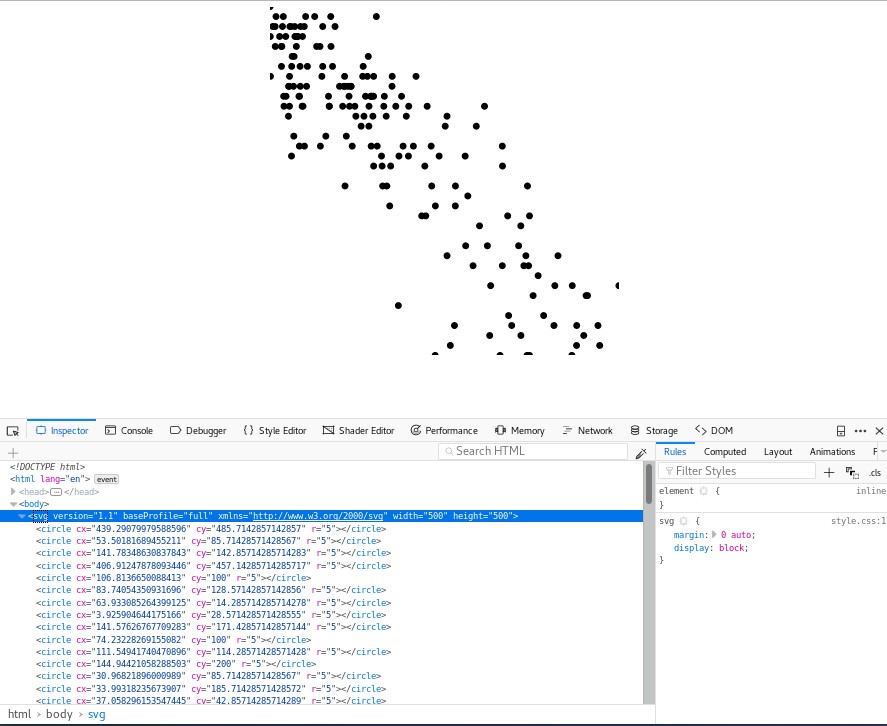 Inspector Console Debugger Style Editor Shader Editor Performance Memory Network Storage DOM
Search HTML
Rules Computed Layout Animations F
<!DOCTYPE html>
<html lang="en"> event
<head>…</head>
<body>
<svg version="1.1" baseProfile="full" xmlns="http://www.w3.org/2000/svg" width="500" height="500">
<circle cx="439.29079979588596" cy="485.7142857142857" r="5"></circle>
<circle cx="53.50181689455211" cy="85.71428571428567" r="5"></circle>
<circle cx="141.78348630837843" cy="142.85714285714283" r="5"></circle>
<circle cx="406.91247878093446" cy="457.14285714285717" r="5"></circle>
<circle cx="106.8136650088413" cy="100" r="5"></circle>
<circle cx="83.74054350931696" cy="128.57142857142856" r="5"></circle>
<circle cx="63.933085264399125" cy="14.285714285714278" r="5"></circle>
<circle cx="3.925904644175166" cy="28.571428571428555" r="5"></circle>
<circle cx="141.57626767709283" cy="171.42857142857144" r="5"></circle>
<circle cx="74.23228269155082" cy="100" r="5"></circle>
<circle cx="111.54941740470896" cy="114.28571428571428" r="5"></circle>
<circle cx="144.94421058288503" cy="200" r="5"></circle>
<circle cx="30.96821896000989" cy="85.71428571428567" r="5"></circle>
<circle cx="33.99318235673907" cy="185.7142857142857­2" r="5"></circle>
<circle cx="37.058296153547445" cy="42.85714285714289" r="5"></circle>
html body svg
Filter Styles .cls
element { inline
}
svg { style.css:1
margin: 0 auto;
display: block;
}